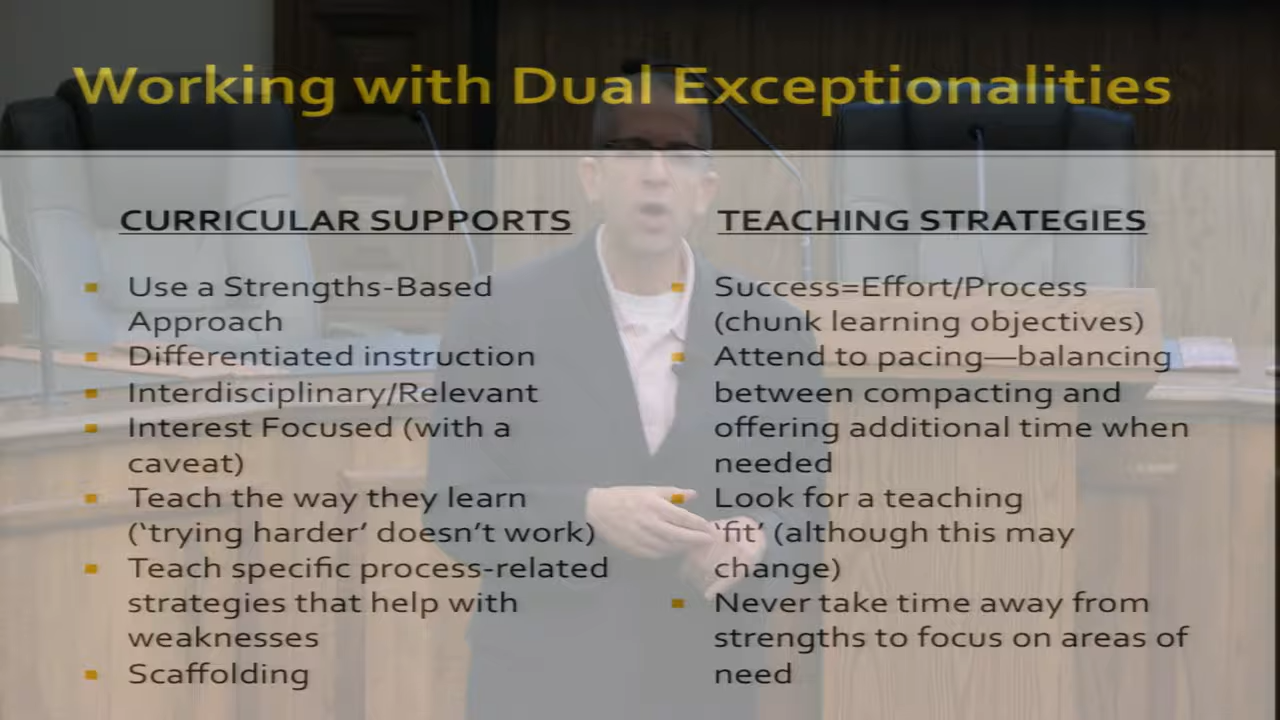 Working with Dual Exceptionalities
CURRICULAR SUPPORTS
Use a Strengths-Based
Approach
Differentiated instruction
Interdisciplinary/Relevant
Interest Focused (with a
caveat)
Teach the way they learn
(‘trying harder’ doesn’t work)
Teach specific process-related
strategies that help with
weaknesses
Scaffolding
TEACHING STRATEGIES
Success=Effort/Process
(chunk learning objectives)
Attend to pacing—balancing
between compacting and
offering additional time when
needed
Look for a teaching
‘fit’ (although this may
change)
Never take time away from
strengths to focus on areas of
need